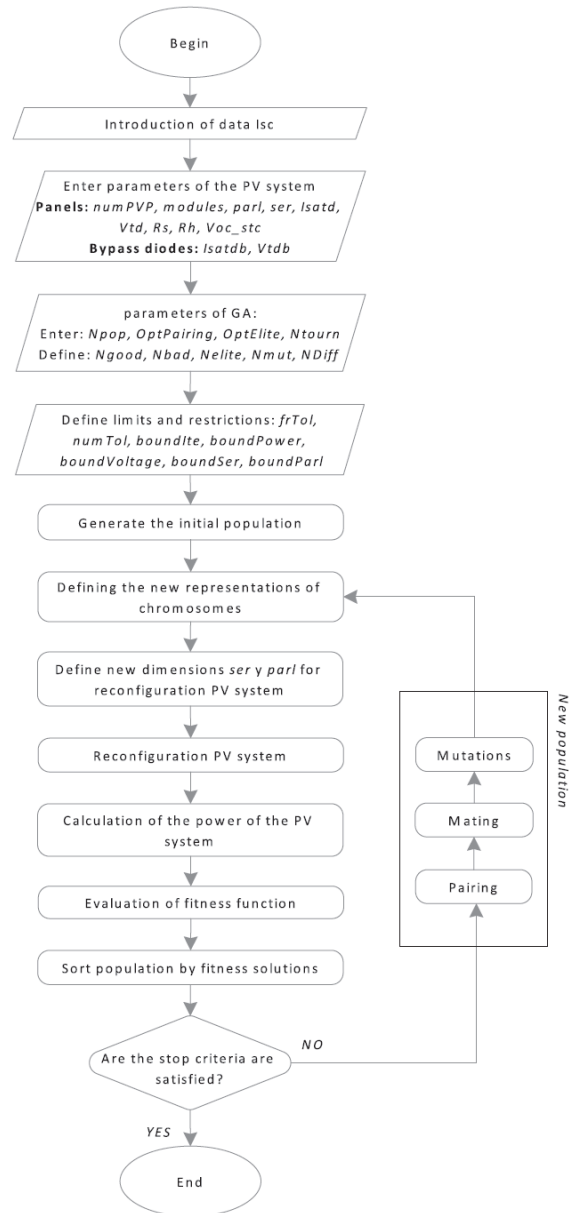 Begin
Introduction of data Isc
Enter parameters of the PV system
Panels: numPVP, modules, parl, ser, Isatd,
Vtd, Rs, Rh, Voc_stc
Bypass diodes: Isatdb, Vtdb
parameters of GA:
Enter: Npop, OptPairing, OptElite, Ntourn
Define: Ngood, Nbad, Nelite, Nmut, NDiff
Define limits and restrictions: frTol,
numTol, boundIte, boundPower,
boundVoltage, boundSer, boundParl
Generate the initial population
Defining the new representations of
chromosomes
Define new dimensions ser y parl for
reconfiguration PV system
Reconfiguration PV system
Calculation of the power of the PV
system
Evaluation of fitness function
Sort population by fitness solutions
Are the stop criteria are
satisfied?
NO
YES
End
New population
Mutations
Mating
Pairing